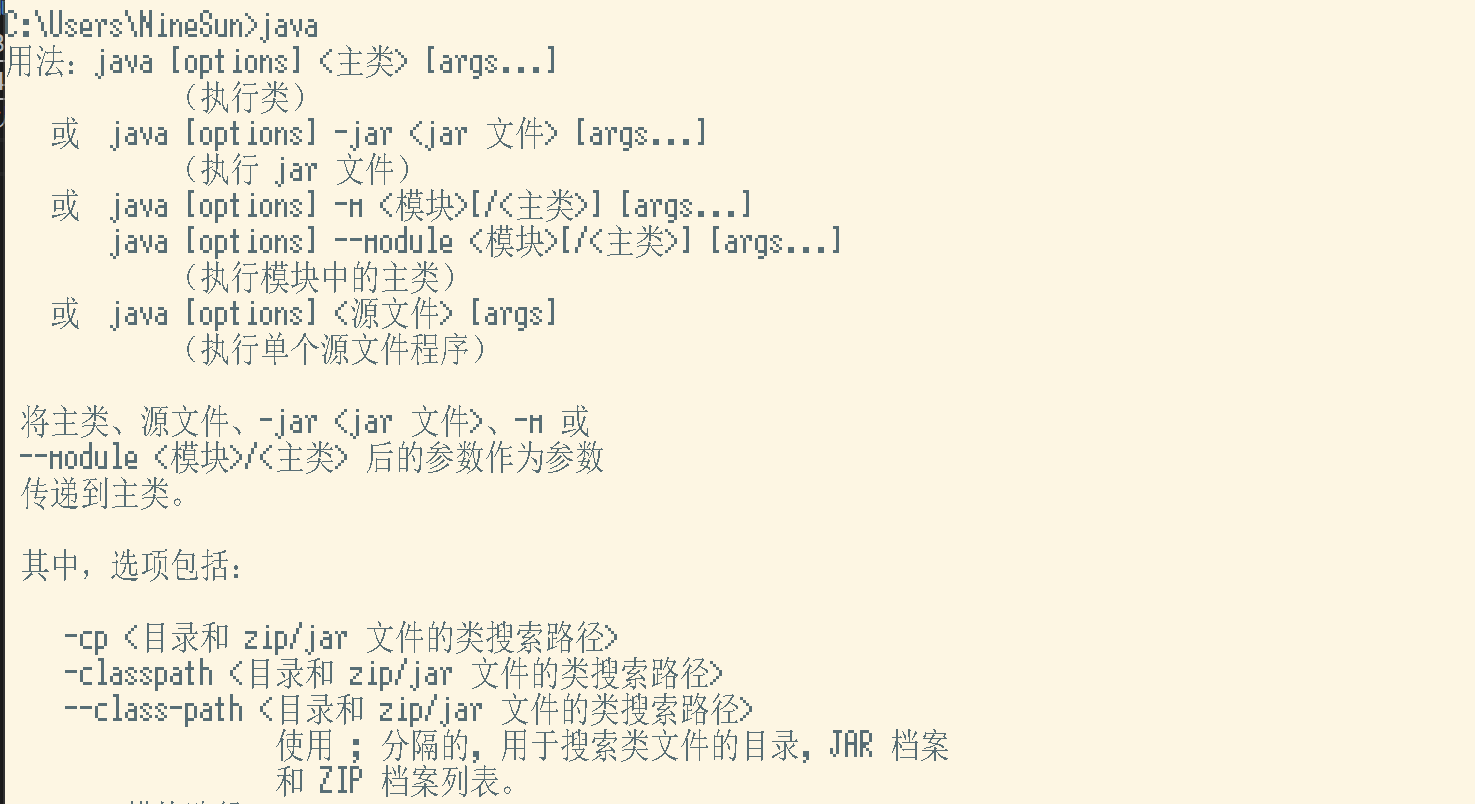 C:\Users\NineSun>java
用法：java [options] <主类> [args...]
（执行类）
或 java [options] -jar <jar 文件> [args...]
（执行 jar 文件）
或 java [options] -m <模块>[/<主类>] [args...]
java [options] --module <模块>[/<主类>] [args...]
（执行模块中的主类）
或 java [options] <源文件> [args]
（执行单个源文件程序）
将主类、源文件、-jar <jar 文件>、-m 或
--module <模块>/<主类> 后的参数作为参数
传递到主类。
其中，选项包括：
-cp <目录和 zip/jar 文件的类搜索路径>
-classpath <目录和 zip/jar 文件的类搜索路径>
--class-path <目录和 zip/jar 文件的类搜索路径>
使用 ; 分隔的, 用于搜索类文件的目录, JAR 档案
和 ZIP 档案列表。